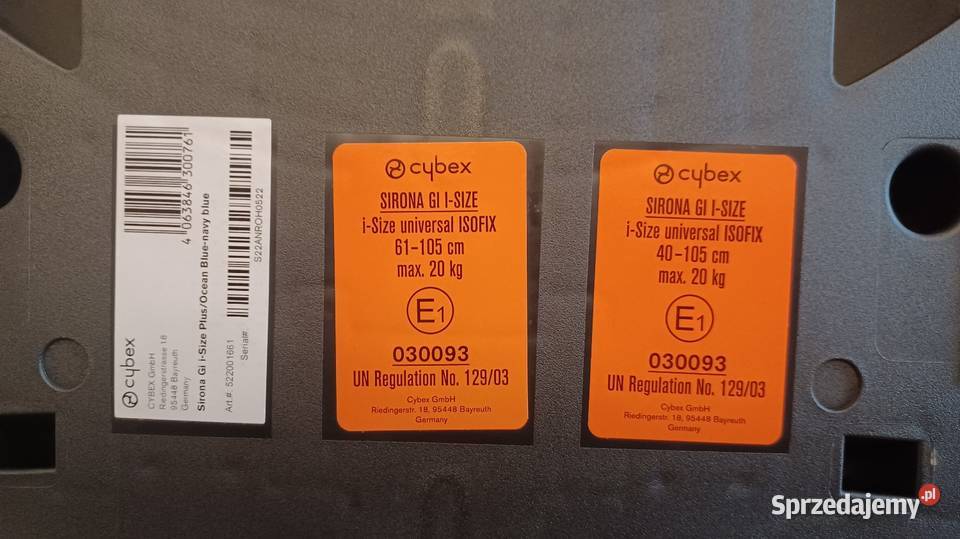 4 063846 300761
S22ANROH0522
cybex
CYBEX GmbH
Riedingerstrasse 18
95448 Bayreuth
Germany
Sirona Gi i-Size Plus/Ocean Blue-navy blue
Art.#: 522001661
Serial#:
cybex
SIRONA GI I-SIZE
i-Size universal ISOFIX
61-105 cm
max. 20 kg
E1
030093
UN Regulation No. 129/03
Cybex GmbH
Riedingerstr. 18, 95448 Bayreuth
Germany
cybex
SIRONA GI I-SIZE
i-Size universal ISOFIX
40-105 cm
max. 20 kg
E1
030093
UN Regulation No. 129/03
Cybex GmbH
Riedingerstr. 18, 95448 Bayreuth
Germany
Sprzedajemy.pl